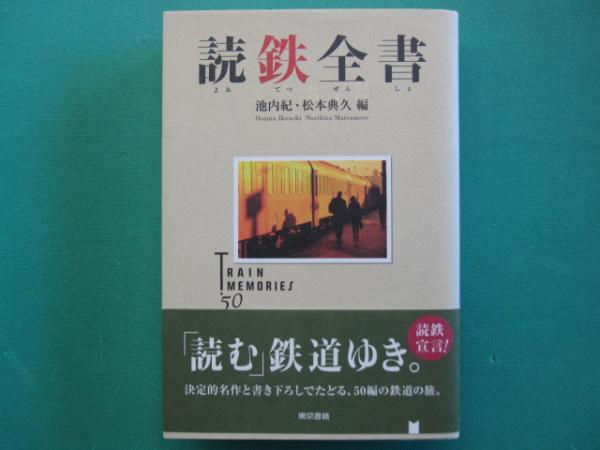 読鉄全書
よみ てつ ぜん しょ
池内紀・松本典久 編
Osamu Ikeuchi Norihisa Matsumoto
TRAIN
MEMORIES
'50
読鉄
宣言!
「読む」鉄道ゆき。
決定的名作と書き下ろしでたどる、50編の鉄道の旅。
東京書籍